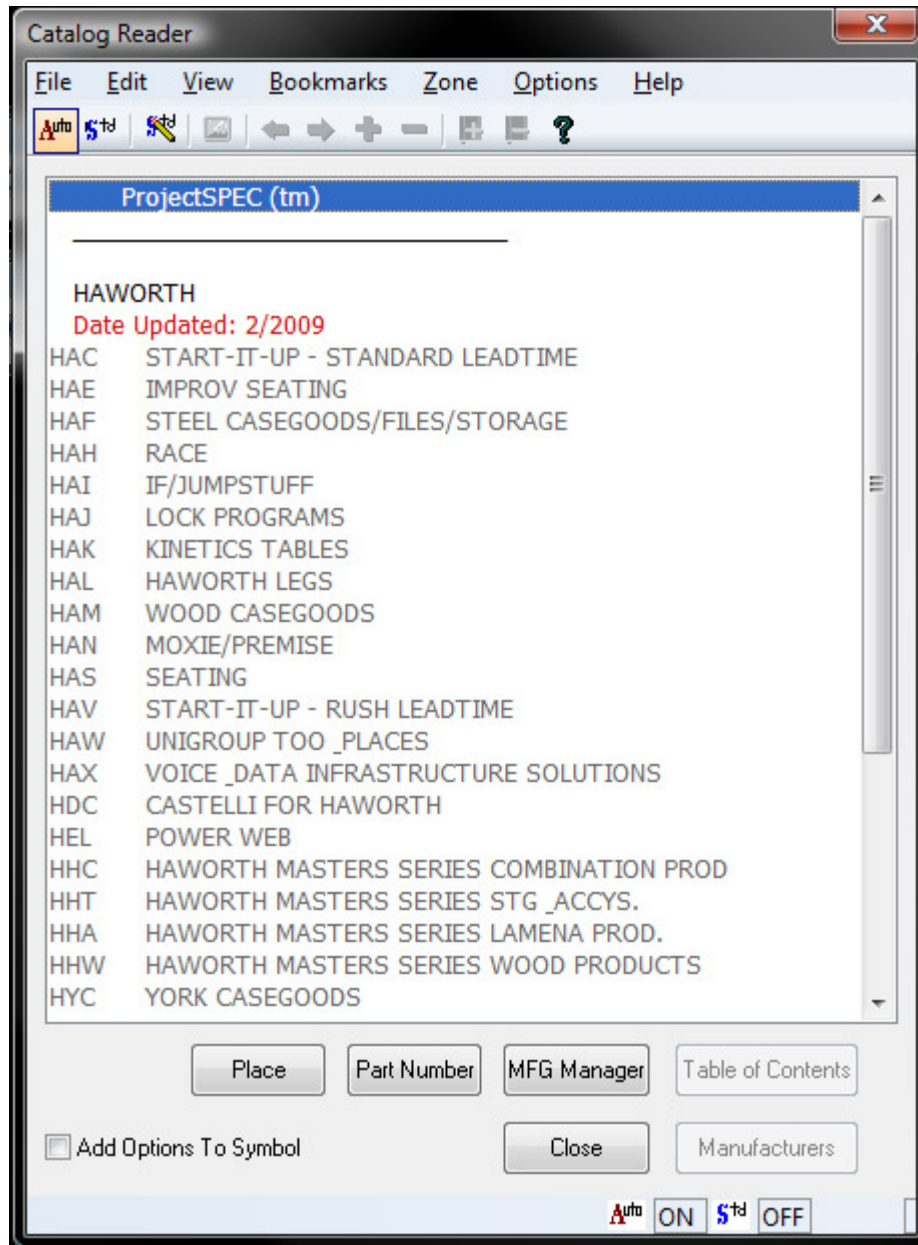 Catalog Reader
File Edit View Bookmarks Zone Options Help
Auto Std Std
ProjectSPEC (tm)
HAWORTH
Date Updated: 2/2009
HAC START-IT-UP - STANDARD LEADTIME
HAE IMPROV SEATING
HAF STEEL CASEGOODS/FILES/STORAGE
HAH RACE
HAI IF/JUMPSTUFF
HAJ LOCK PROGRAMS
HAK KINETICS TABLES
HAL HAWORTH LEGS
HAM WOOD CASEGOODS
HAN MOXIE/PREMISE
HAS SEATING
HAV START-IT-UP - RUSH LEADTIME
HAW UNIGROUP TOO _PLACES
HAX VOICE _DATA INFRASTRUCTURE SOLUTIONS
HDC CASTELLI FOR HAWORTH
HEL POWER WEB
HHC HAWORTH MASTERS SERIES COMBINATION PROD
HHT HAWORTH MASTERS SERIES STG _ACCYS.
HHA HAWORTH MASTERS SERIES LAMENA PROD.
HHW HAWORTH MASTERS SERIES WOOD PRODUCTS
HYC YORK CASEGOODS
Place Part Number MFG Manager Table of Contents
Add Options To Symbol Close Manufacturers
Auto ON Std OFF